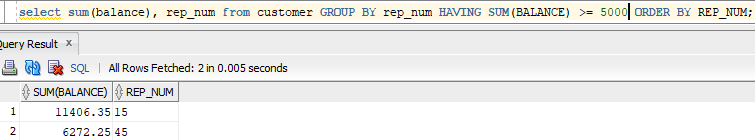 select sum(balance), rep_num from customer GROUP BY rep_num HAVING SUM(BALANCE) >= 5000 ORDER BY REP_NUM;
Query Result x
SQL | All Rows Fetched: 2 in 0.005 seconds
SUM(BALANCE) REP_NUM
1 11406.35 15
2 6272.25 45